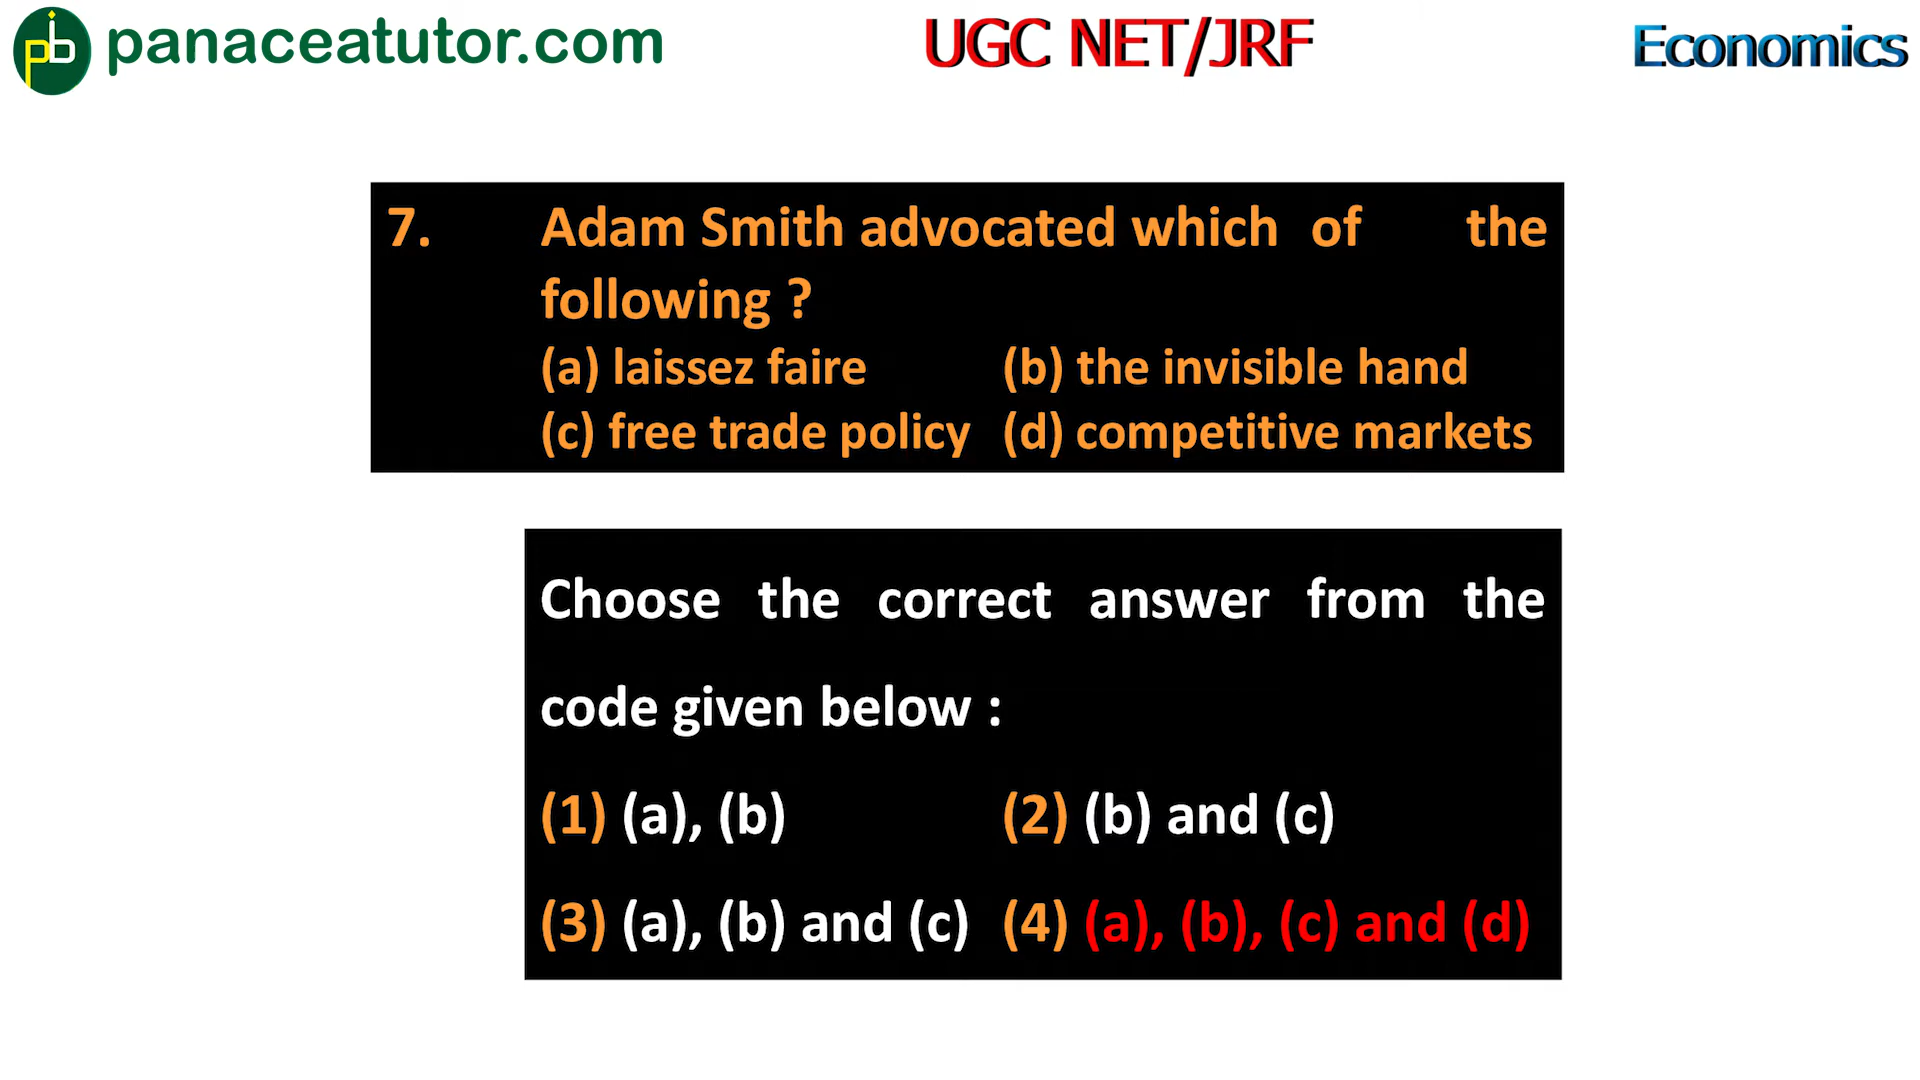 panaceatutor.com UGC NET/JRF Economics
7. Adam Smith advocated which of the
following ?
(a) laissez faire (b) the invisible hand
(c) free trade policy (d) competitive markets
Choose the correct answer from the
code given below :
(1) (a), (b) (2) (b) and (c)
(3) (a), (b) and (c) (4) (a), (b), (c) and (d)